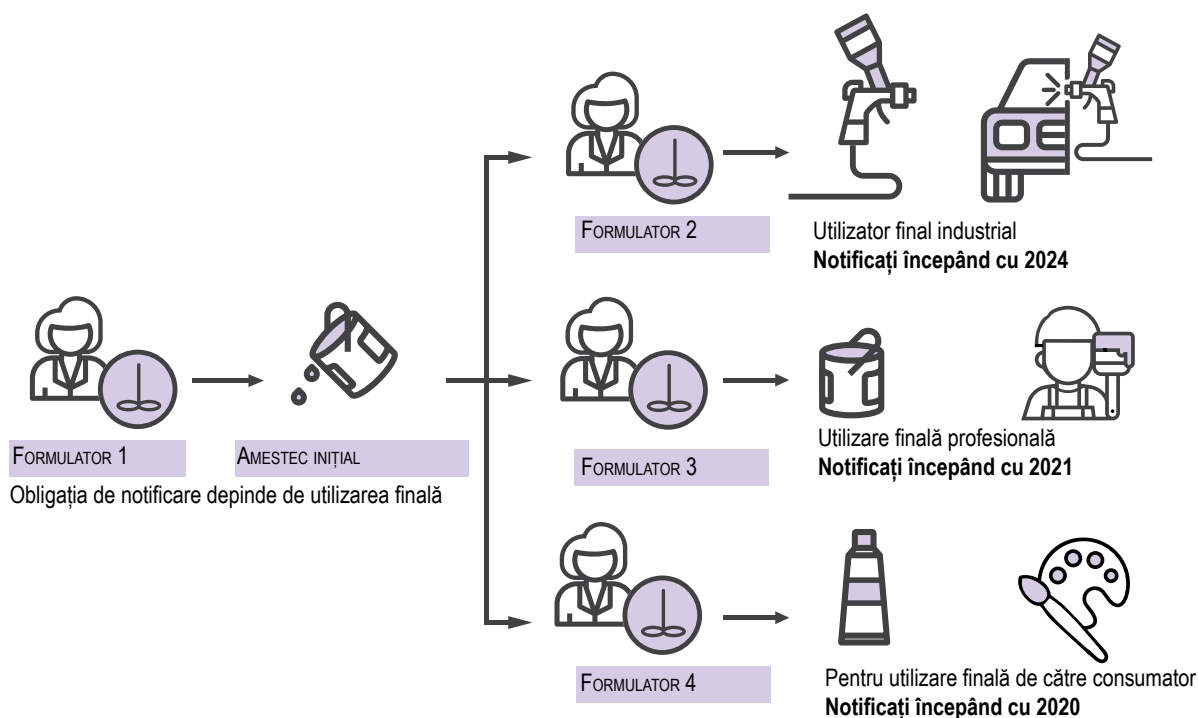 FORMULATOR 2
Utilizator final industrial
Notificați începând cu 2024
FORMULATOR 1
AMESTEC INIȚIAL
Obligația de notificare depinde de utilizarea finală
FORMULATOR 3
Utilizare finală profesională
Notificați începând cu 2021
FORMULATOR 4
Pentru utilizare finală de către consumator
Notificați începând cu 2020